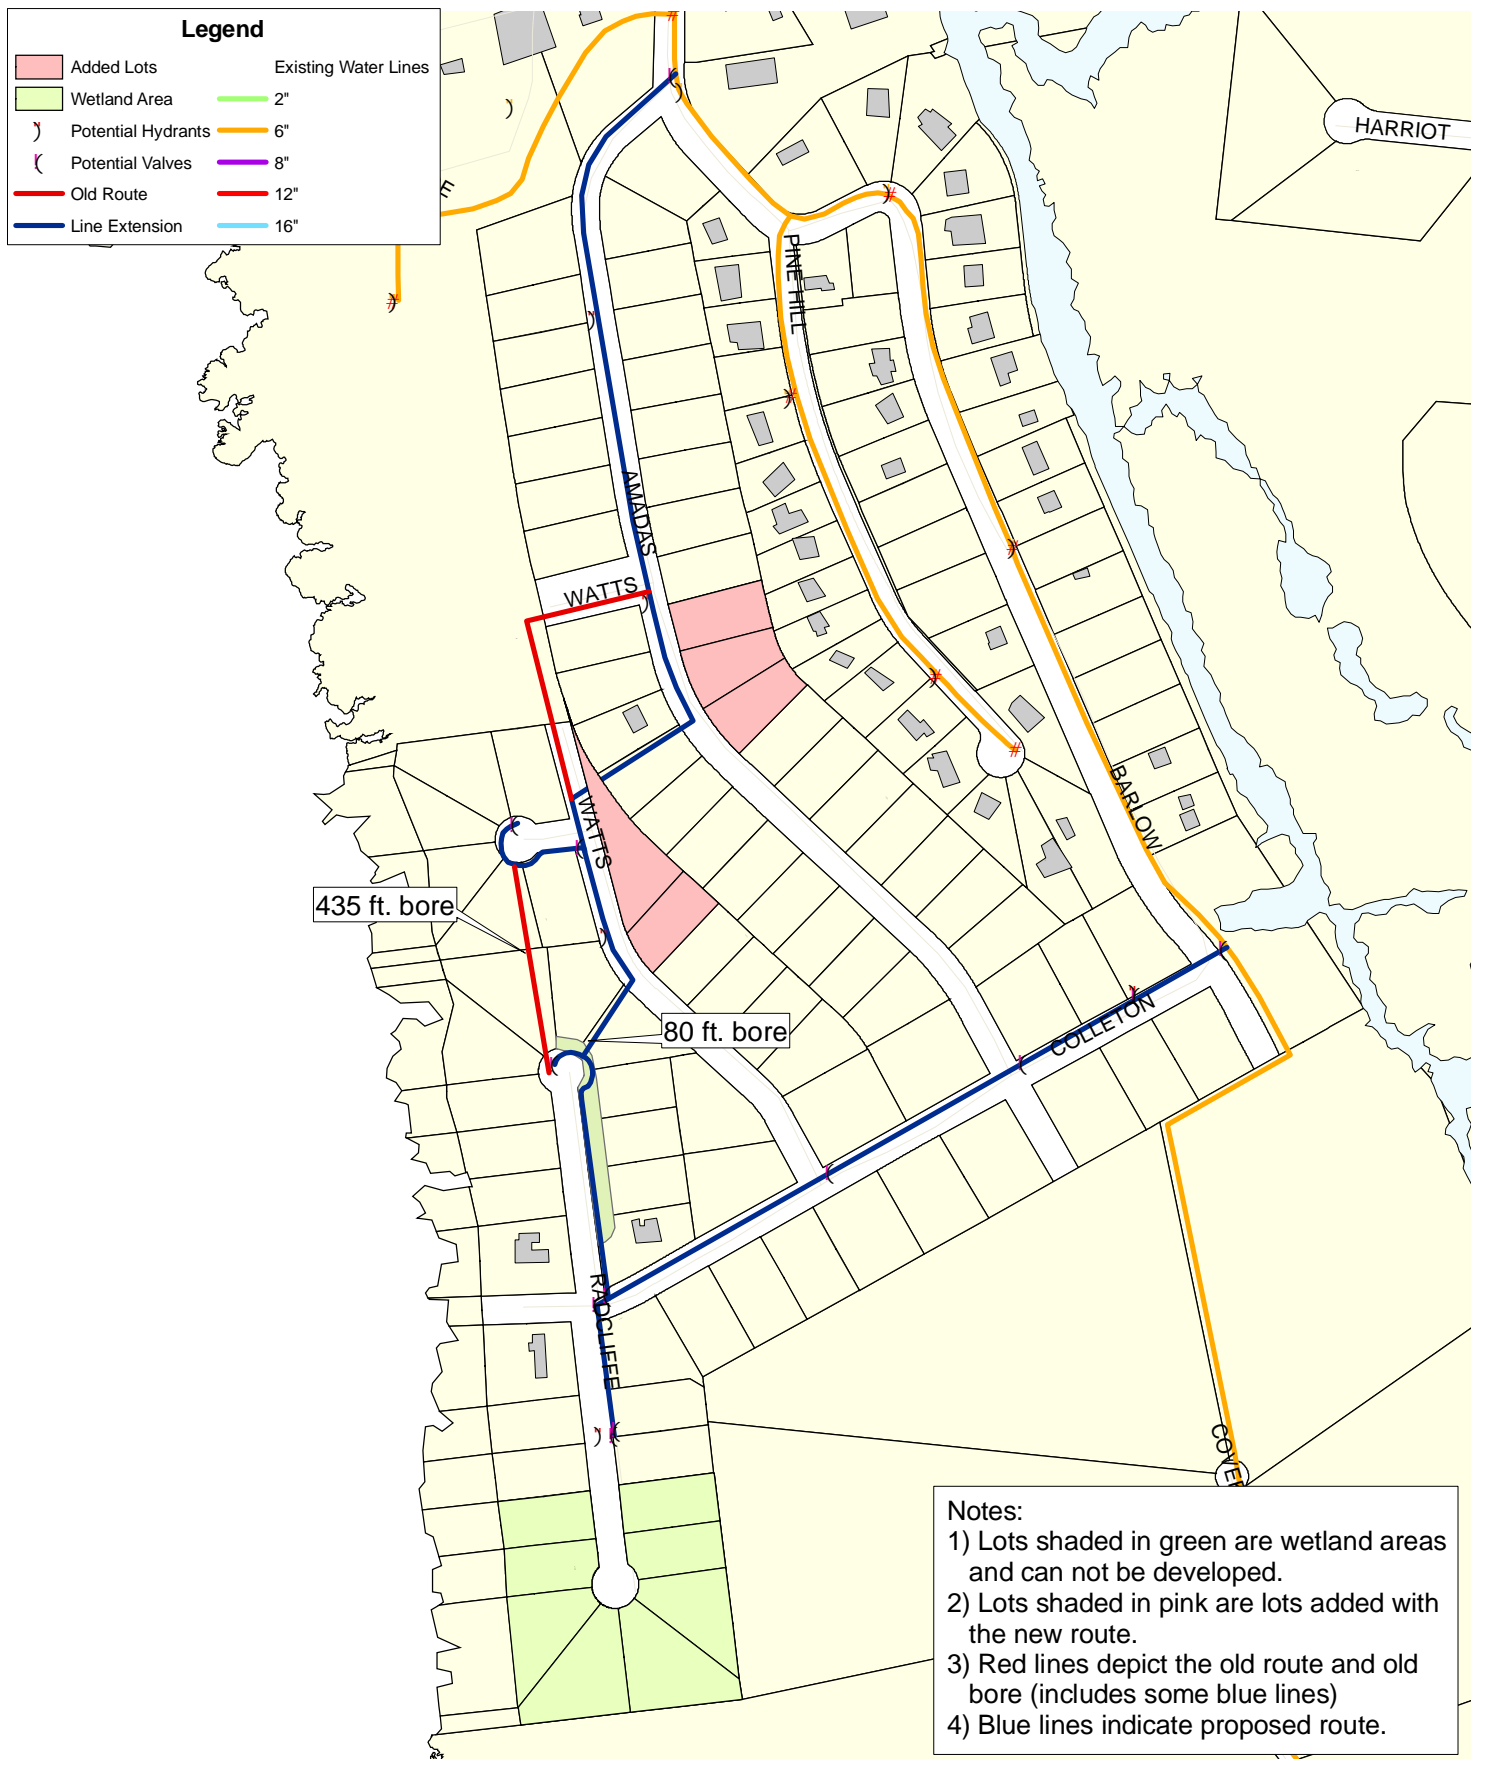 Legend
Added Lots
Existing Water Lines
Wetland Area
2"
Potential Hydrants
6"
Potential Valves
8"
Old Route
12"
Line Extension
16"
HARRIOT
PINE HILL
AMADAS
WATTS
WATTS
BARLOW
435 ft. bore
80 ft. bore
COLLETON
RADCLIFFE
Notes:
1) Lots shaded in green are wetland areas
and can not be developed.
2) Lots shaded in pink are lots added with
the new route.
3) Red lines depict the old route and old
bore (includes some blue lines)
4) Blue lines indicate proposed route.